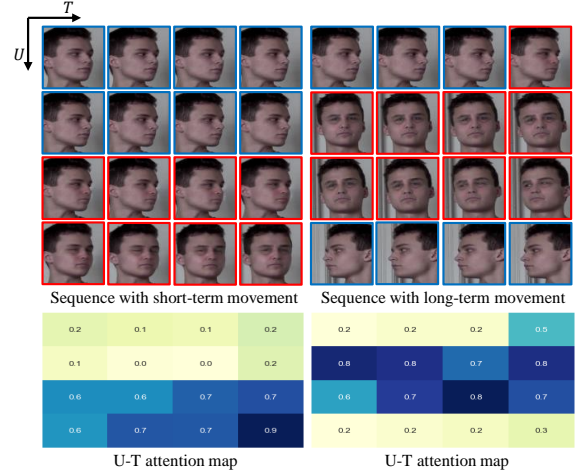 T
U
Sequence with short-term movement
Sequence with long-term movement
0.2 0.1 0.1 0.2
0.1 0.0 0.0 0.2
0.6 0.6 0.7 0.7
0.6 0.7 0.7 0.9
0.2 0.2 0.2 0.5
0.8 0.8 0.7 0.8
0.6 0.7 0.8 0.7
0.2 0.2 0.2 0.3
U-T attention map
U-T attention map